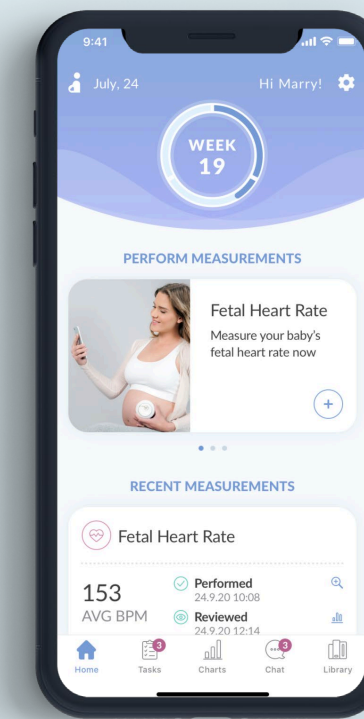 9:41
July, 24
Hi Marry!
WEEK
19
PERFORM MEASUREMENTS
Fetal Heart Rate
Measure your baby's
fetal heart rate now
+
RECENT MEASUREMENTS
Fetal Heart Rate
153
AVG BPM
Performed
24.9.20 10:08
Reviewed
24.9.20 12:14
3
3
Home
Tasks
Charts
Chat
Library